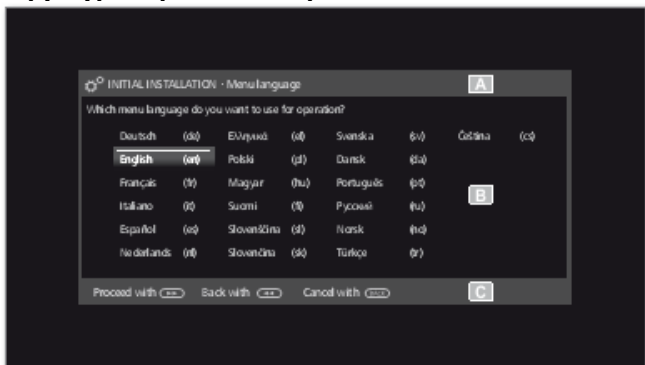 INITIAL INSTALLATION · Menu language A
Which menu language do you want to use for operation?
Deutsch (de) Ελληνικά (el) Svenska (sv) Čeština (cs)
English (en) Polski (pl) Dansk (da)
Français (fr) Magyar (hu) Português (pt)
B
Italiano (it) Suomi (fi) Русский (ru)
Español (es) Slovenščina (sl) Norsk (no)
Nederlands (nl) Slovenčina (sk) Türkçe (tr)
Proceed with Back with Cancel with BACK C